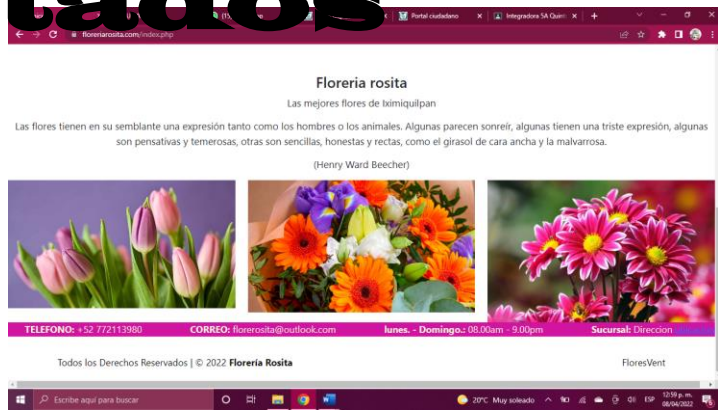 tados
Portal ciudadano
Integradora 5A Quint
floreriarosita.com/index.php
Floreria rosita
Las mejores flores de Iximiquilpan
Las flores tienen en su semblante una expresión tanto como los hombres o los animales. Algunas parecen sonreír, algunas tienen una triste expresión, algunas
son pensativas y temerosas, otras son sencillas, honestas y rectas, como el girasol de cara ancha y la malvarrosa.
(Henry Ward Beecher)
TELEFONO: +52 772113980 CORREO: florerosita@outlook.com lunes. - Domingo.: 08.00am - 9.00pm Sucursal: Direccion
Todos los Derechos Reservados | © 2022 Florería Rosita FloresVent
Escribe aquí para buscar 20°C Muy soleado ESP 12:59 p. m.
08/04/2022